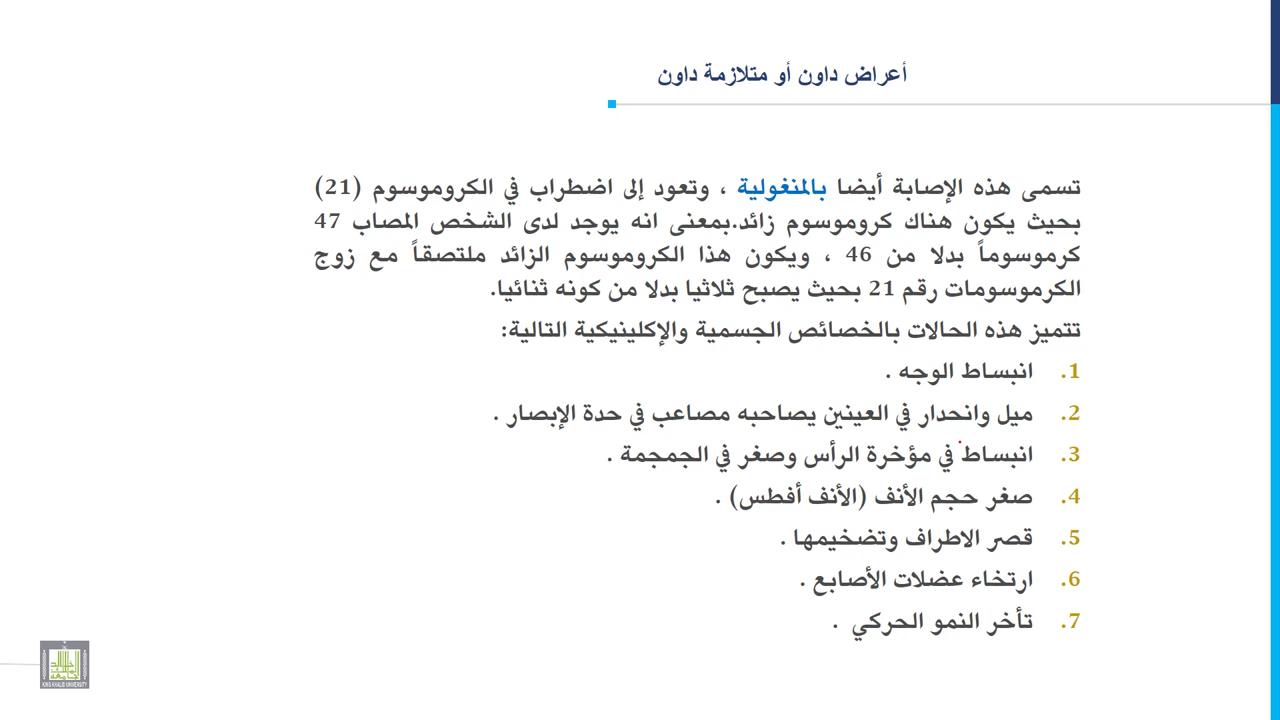 أعراض داون أو متلازمة داون
تسمى هذه الإصابة أيضا بالمنغولية ، وتعود إلى اضطراب في الكروموسوم (21)
بحيث يكون هناك كروموسوم زائد.بمعنى انه يوجد لدى الشخص المصاب 47
كرموسوماً بدلا من 46 ، ويكون هذا الكروموسوم الزائد ملتصقاً مع زوج
الكرموسومات رقم 21 بحيث يصبح ثلاثيا بدلا من كونه ثنائيا.
تتميز هذه الحالات بالخصائص الجسمية والإكلينيكية التالية:
1. انبساط الوجه .
2. ميل وانحدار في العينين يصاحبه مصاعب في حدة الإبصار .
3. انبساط في مؤخرة الرأس وصغر في الجمجمة .
4. صغر حجم الأنف (الأنف أفطس) .
5. قصر الاطراف وتضخيمها .
6. ارتخاء عضلات الأصابع .
7. تأخر النمو الحركي .
KING KHALID UNIVERSITY